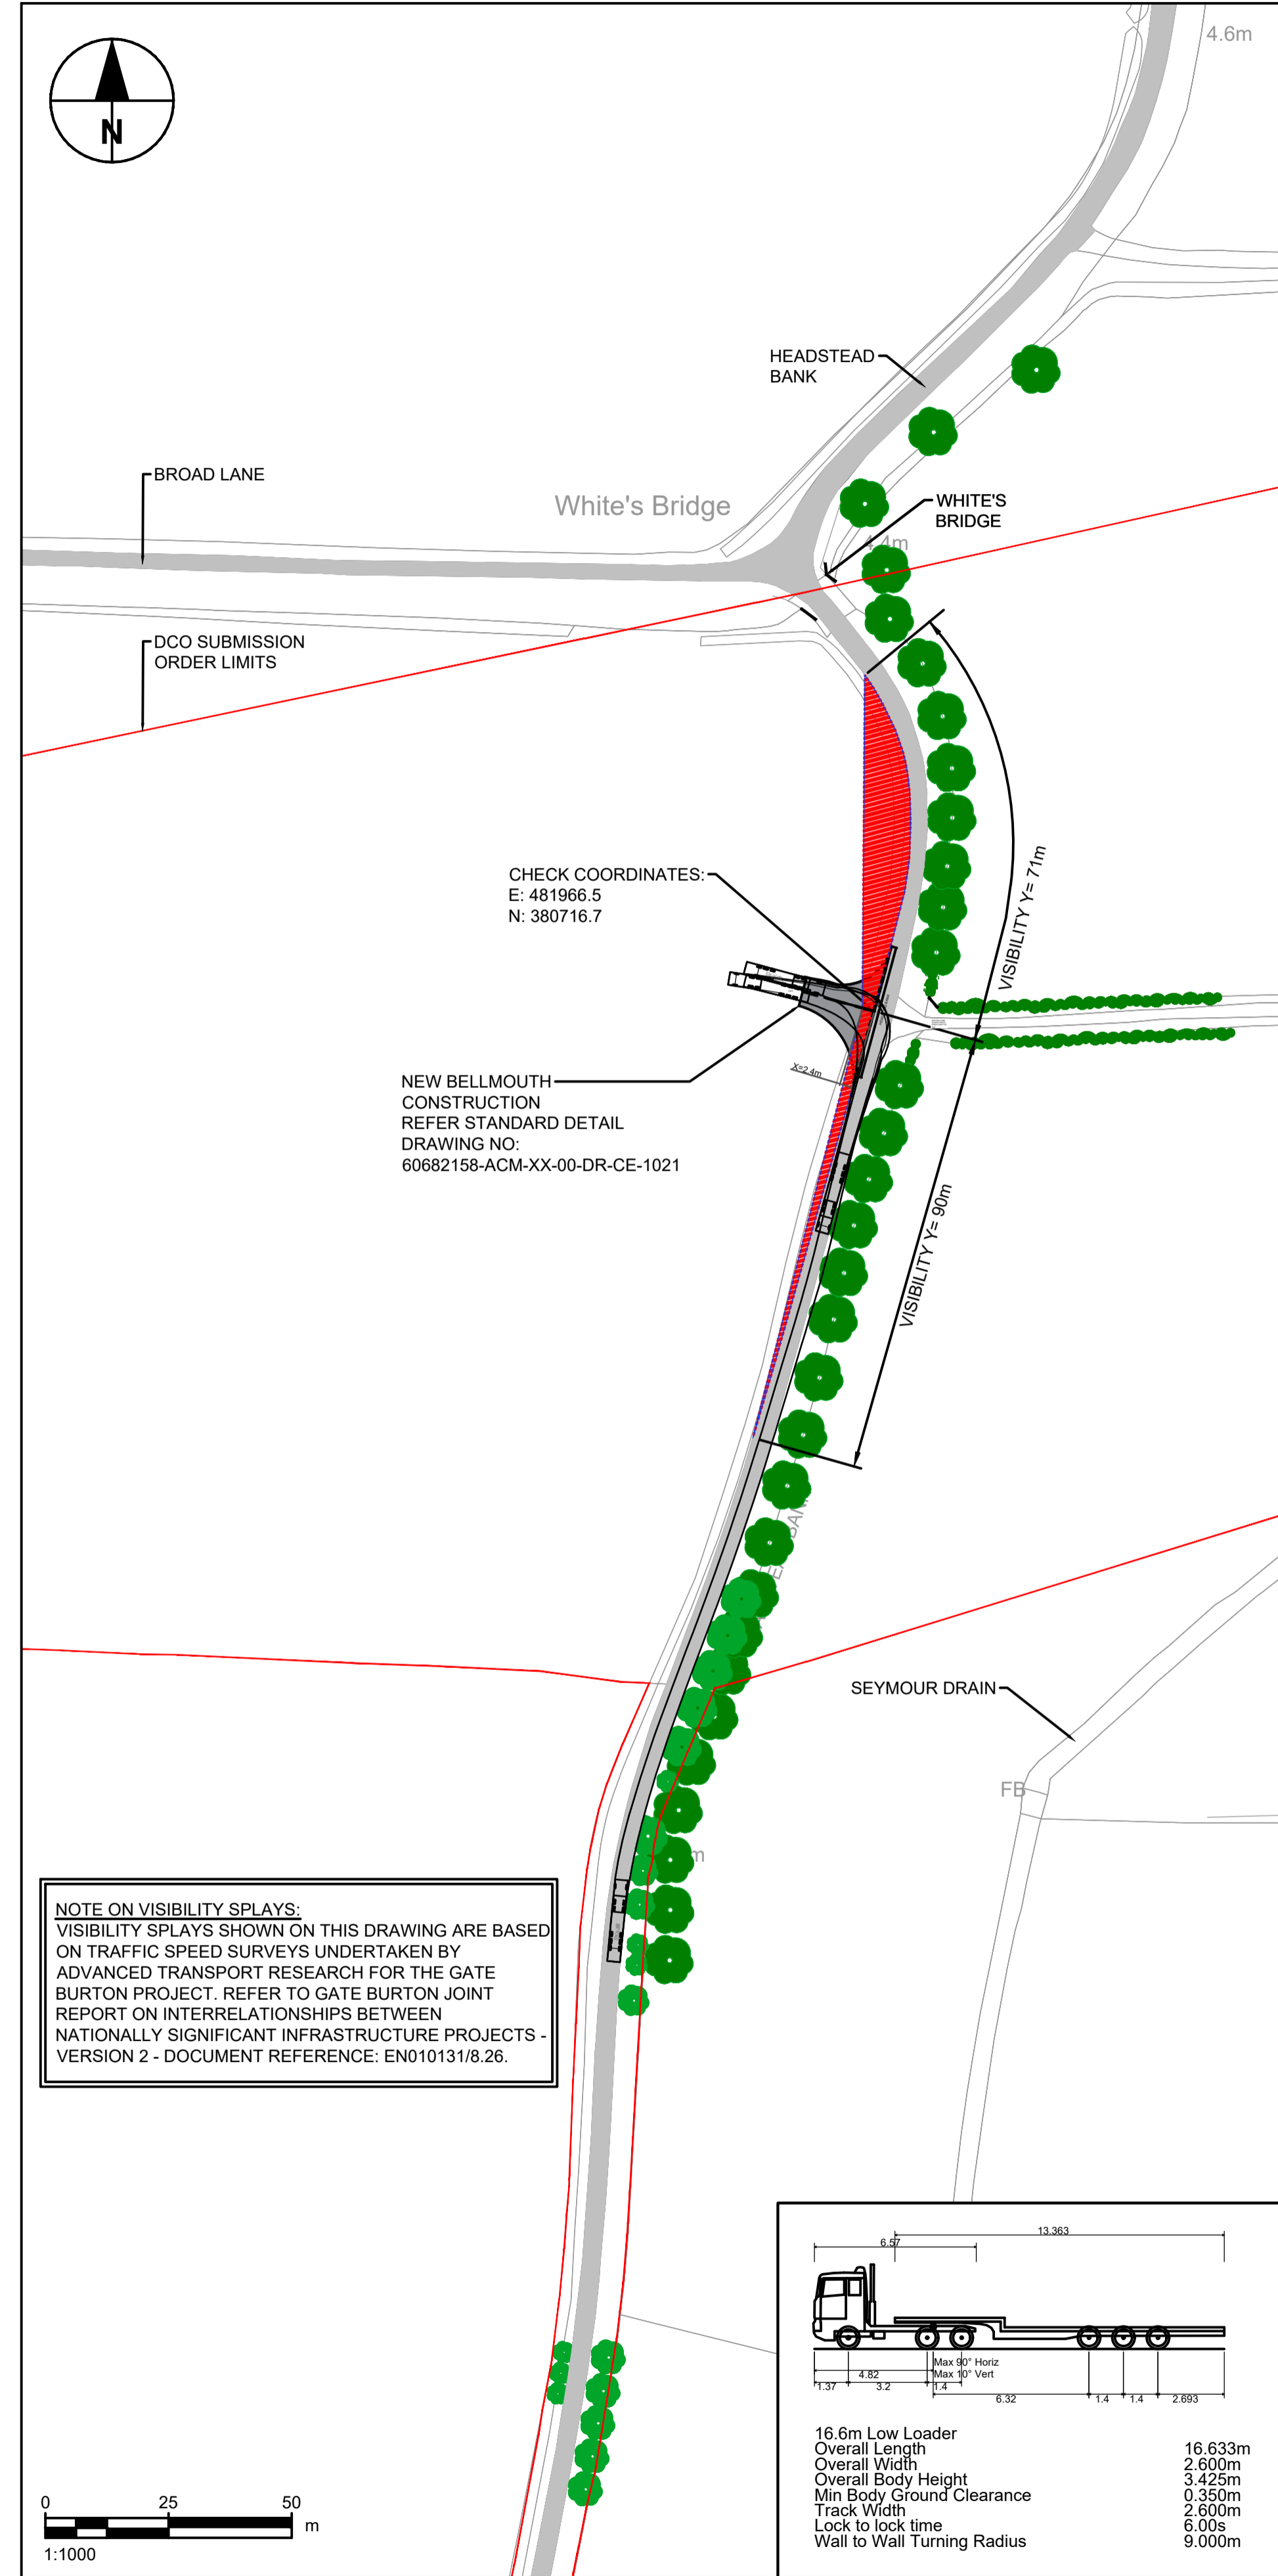 4.6m
N
HEADSTEAD
BANK
BROAD LANE
White's Bridge
WHITE'S
BRIDGE
4.4m
DCO SUBMISSION
ORDER LIMITS
CHECK COORDINATES:
E: 481966.5
N: 380716.7
VISIBILITY Y= 71m
NEW BELLMOUTH
CONSTRUCTION
REFER STANDARD DETAIL
DRAWING NO:
60682158-ACM-XX-00-DR-CE-1021
X=2.4m
VISIBILITY Y= 90m
SEYMOUR DRAIN
FB
m
NOTE ON VISIBILITY SPLAYS:
VISIBILITY SPLAYS SHOWN ON THIS DRAWING ARE BASED
ON TRAFFIC SPEED SURVEYS UNDERTAKEN BY
ADVANCED TRANSPORT RESEARCH FOR THE GATE
BURTON PROJECT. REFER TO GATE BURTON JOINT
REPORT ON INTERRELATIONSHIPS BETWEEN
NATIONALLY SIGNIFICANT INFRASTRUCTURE PROJECTS -
VERSION 2 - DOCUMENT REFERENCE: EN010131/8.26.
13.363
6.57
Max 90° Horiz
4.82 Max 10° Vert
1.37 3.2 1.4
6.32 1.4 1.4 2.693
16.6m Low Loader
Overall Length 16.633m
Overall Width 2.600m
Overall Body Height 3.425m
Min Body Ground Clearance 0.350m
Track Width 2.600m
Lock to lock time 6.00s
Wall to Wall Turning Radius 9.000m
0 25 50
m
1:1000